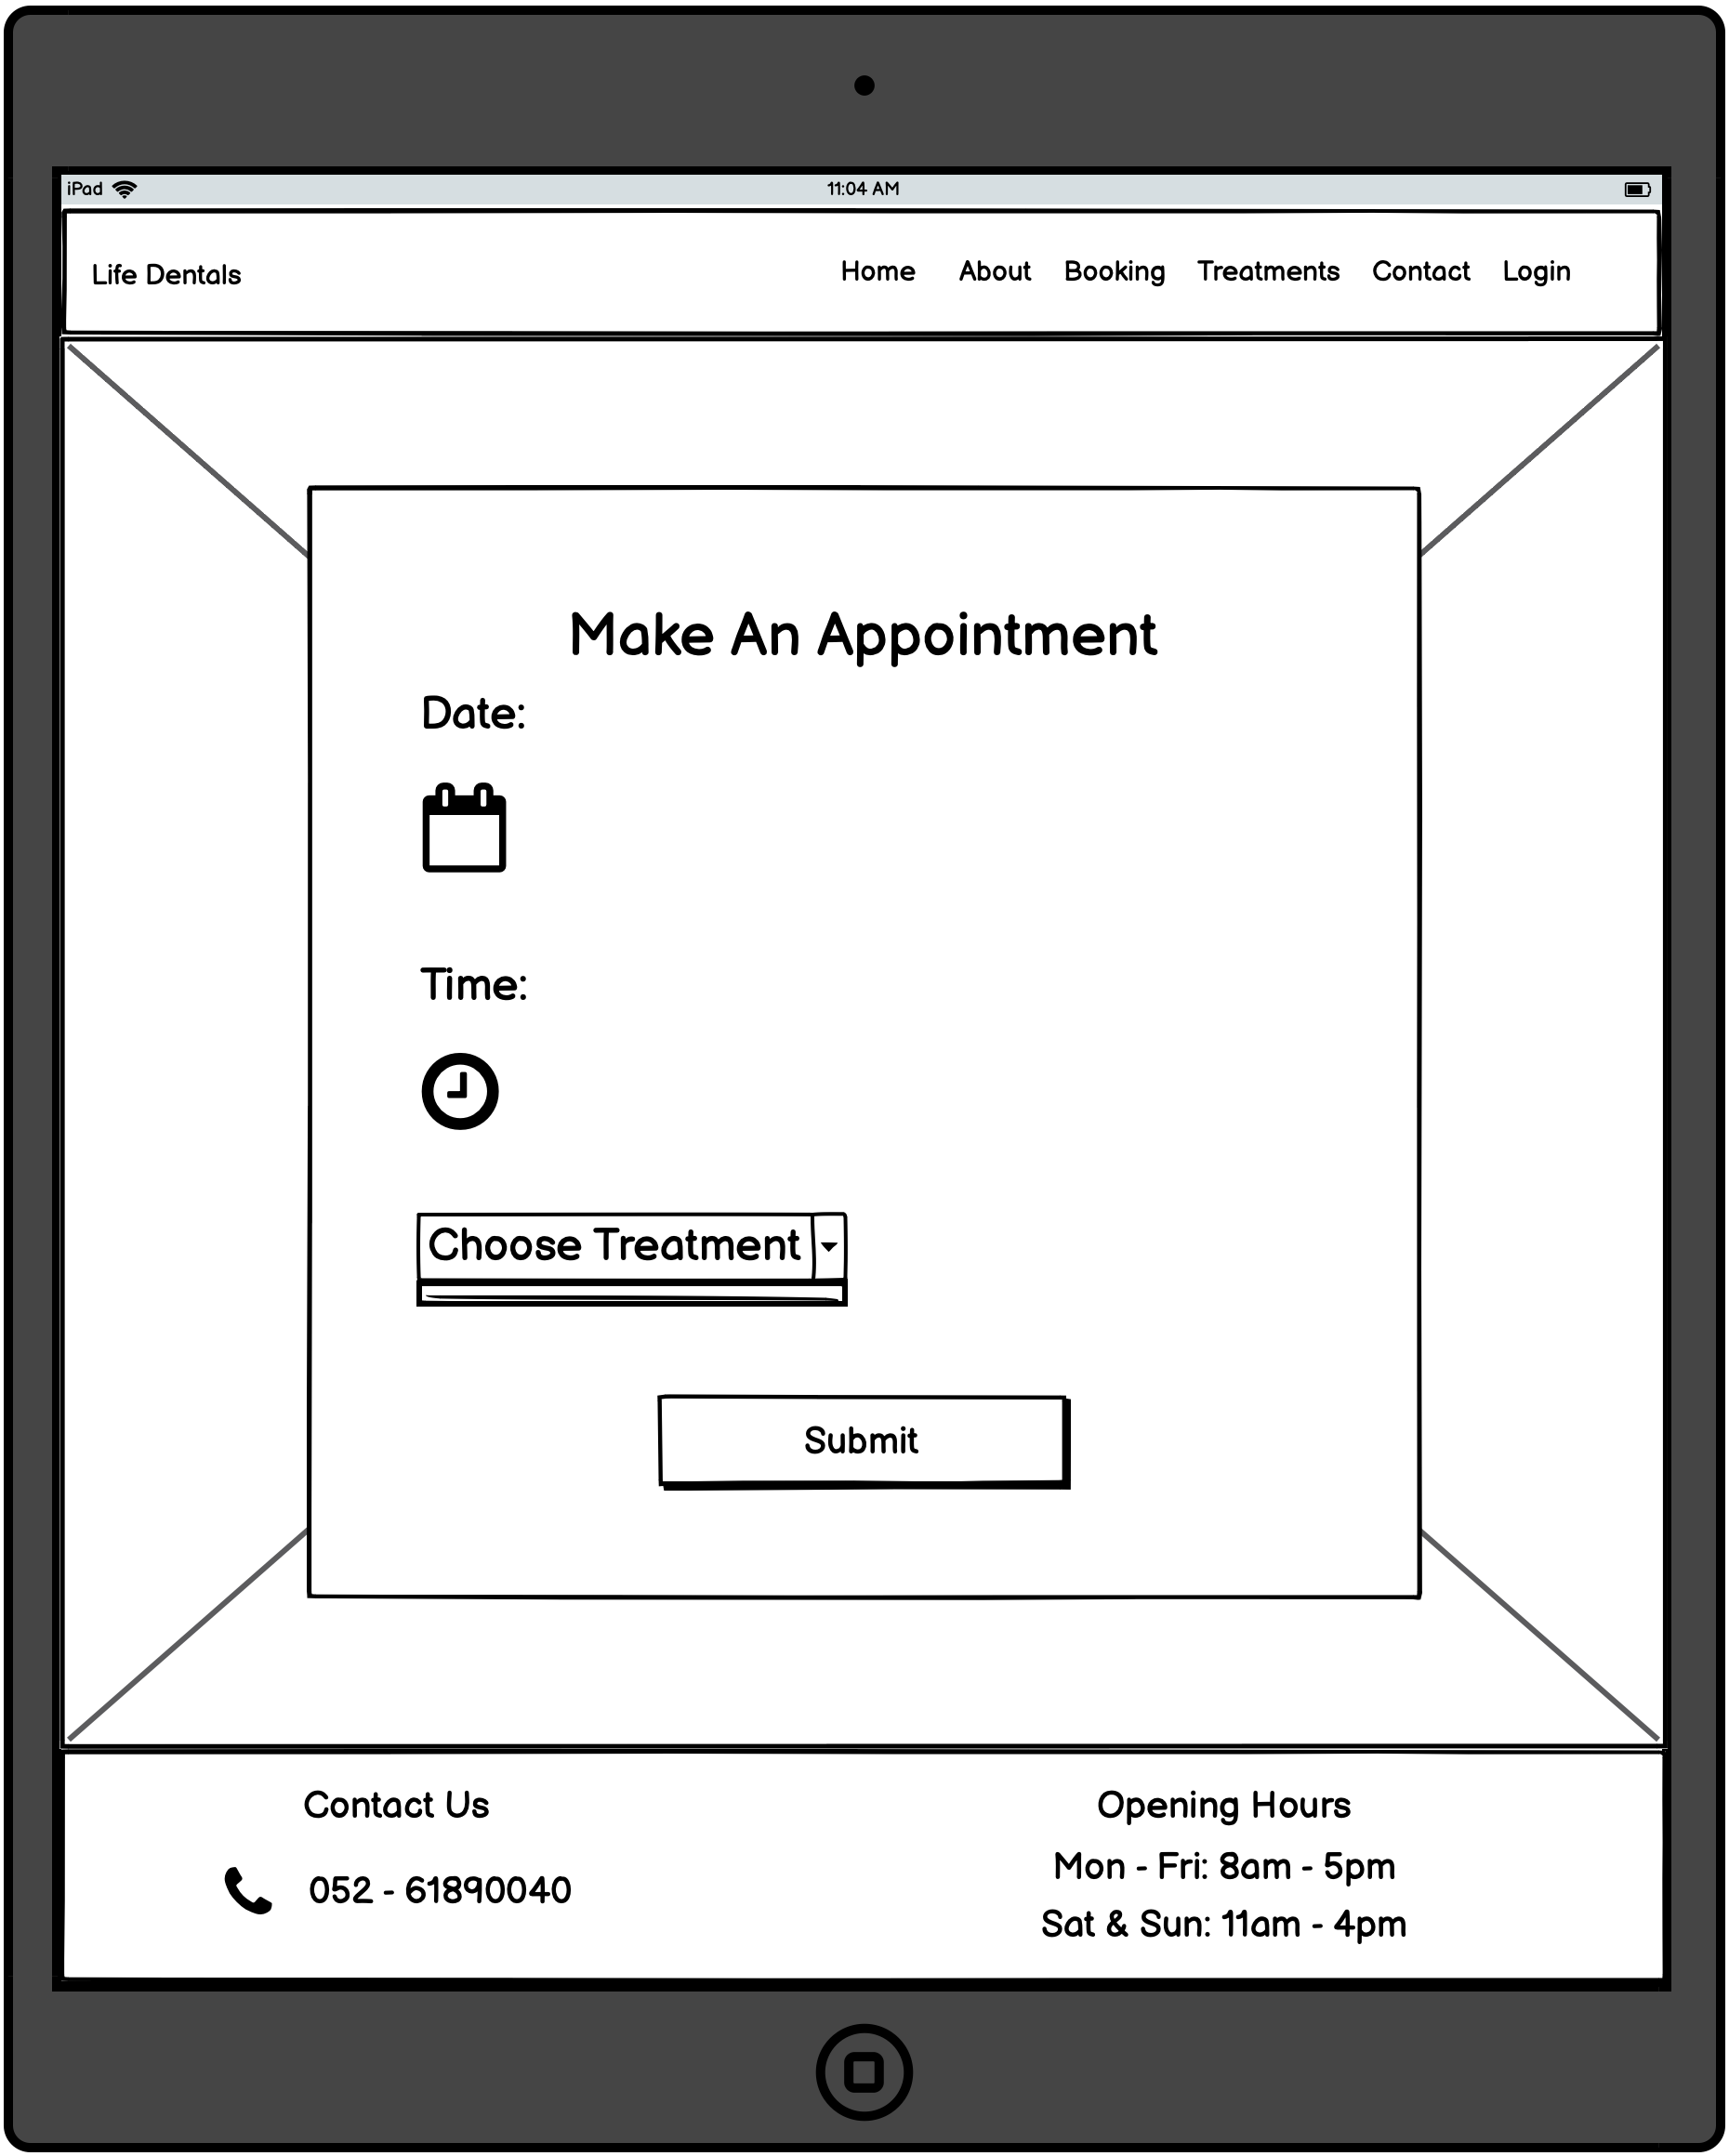 iPad
11:04 AM
Life Dentals
Home About Booking Treatments Contact Login
Make An Appointment
Date:
Time:
Choose Treatment
Submit
Contact Us
052 - 61890040
Opening Hours
Mon - Fri: 8am - 5pm
Sat & Sun: 11am - 4pm